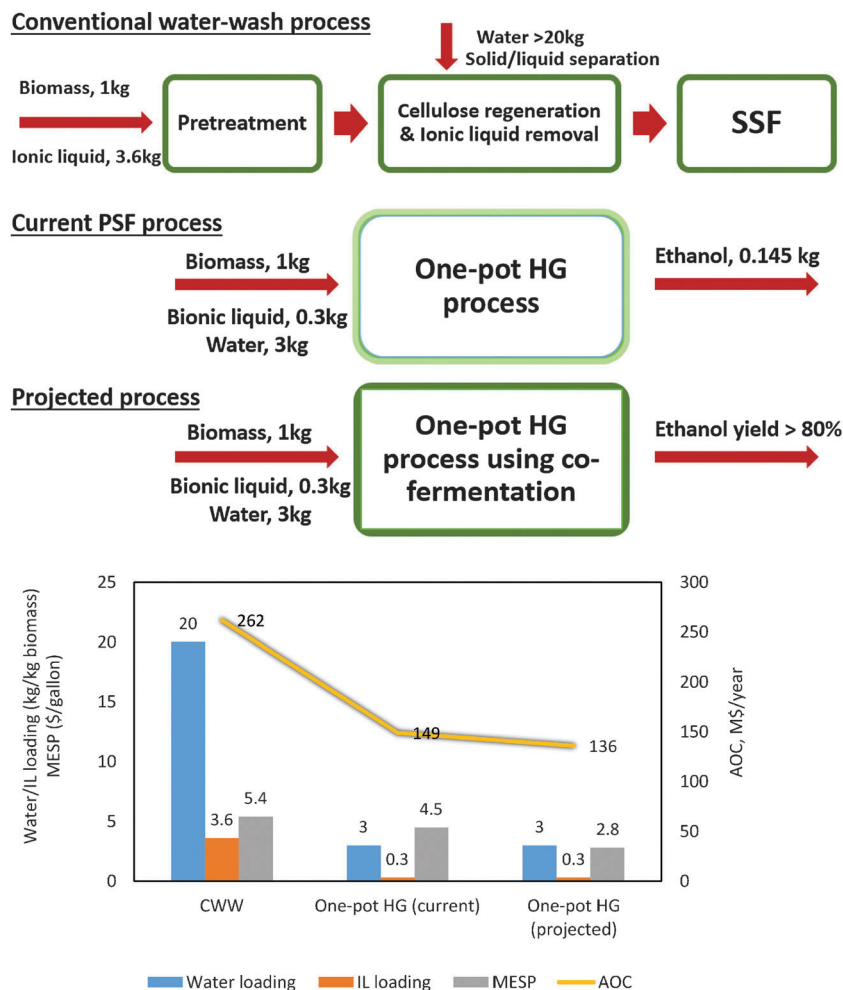 Conventional water-wash process
Water >20kg
Solid/liquid separation
Biomass, 1kg
Ionic liquid, 3.6kg
Pretreatment
Cellulose regeneration
& Ionic liquid removal
SSF
Current PSF process
Biomass, 1kg
Bionic liquid, 0.3kg
Water, 3kg
One-pot HG
process
Ethanol, 0.145 kg
Projected process
Biomass, 1kg
Bionic liquid, 0.3kg
Water, 3kg
One-pot HG
process using co-
fermentation
Ethanol yield > 80%
Water/IL loading (kg/kg biomass)
MESP ($/gallon)
25
20
15
10
5
0
20
3.6
5.4
262
3
0.3
4.5
149
3
0.3
2.8
136
300
250
200
150
100
50
0
AOC, M$/year
CWW
One-pot HG (current)
One-pot HG
(projected)
Water loading
IL loading
MESP
AOC